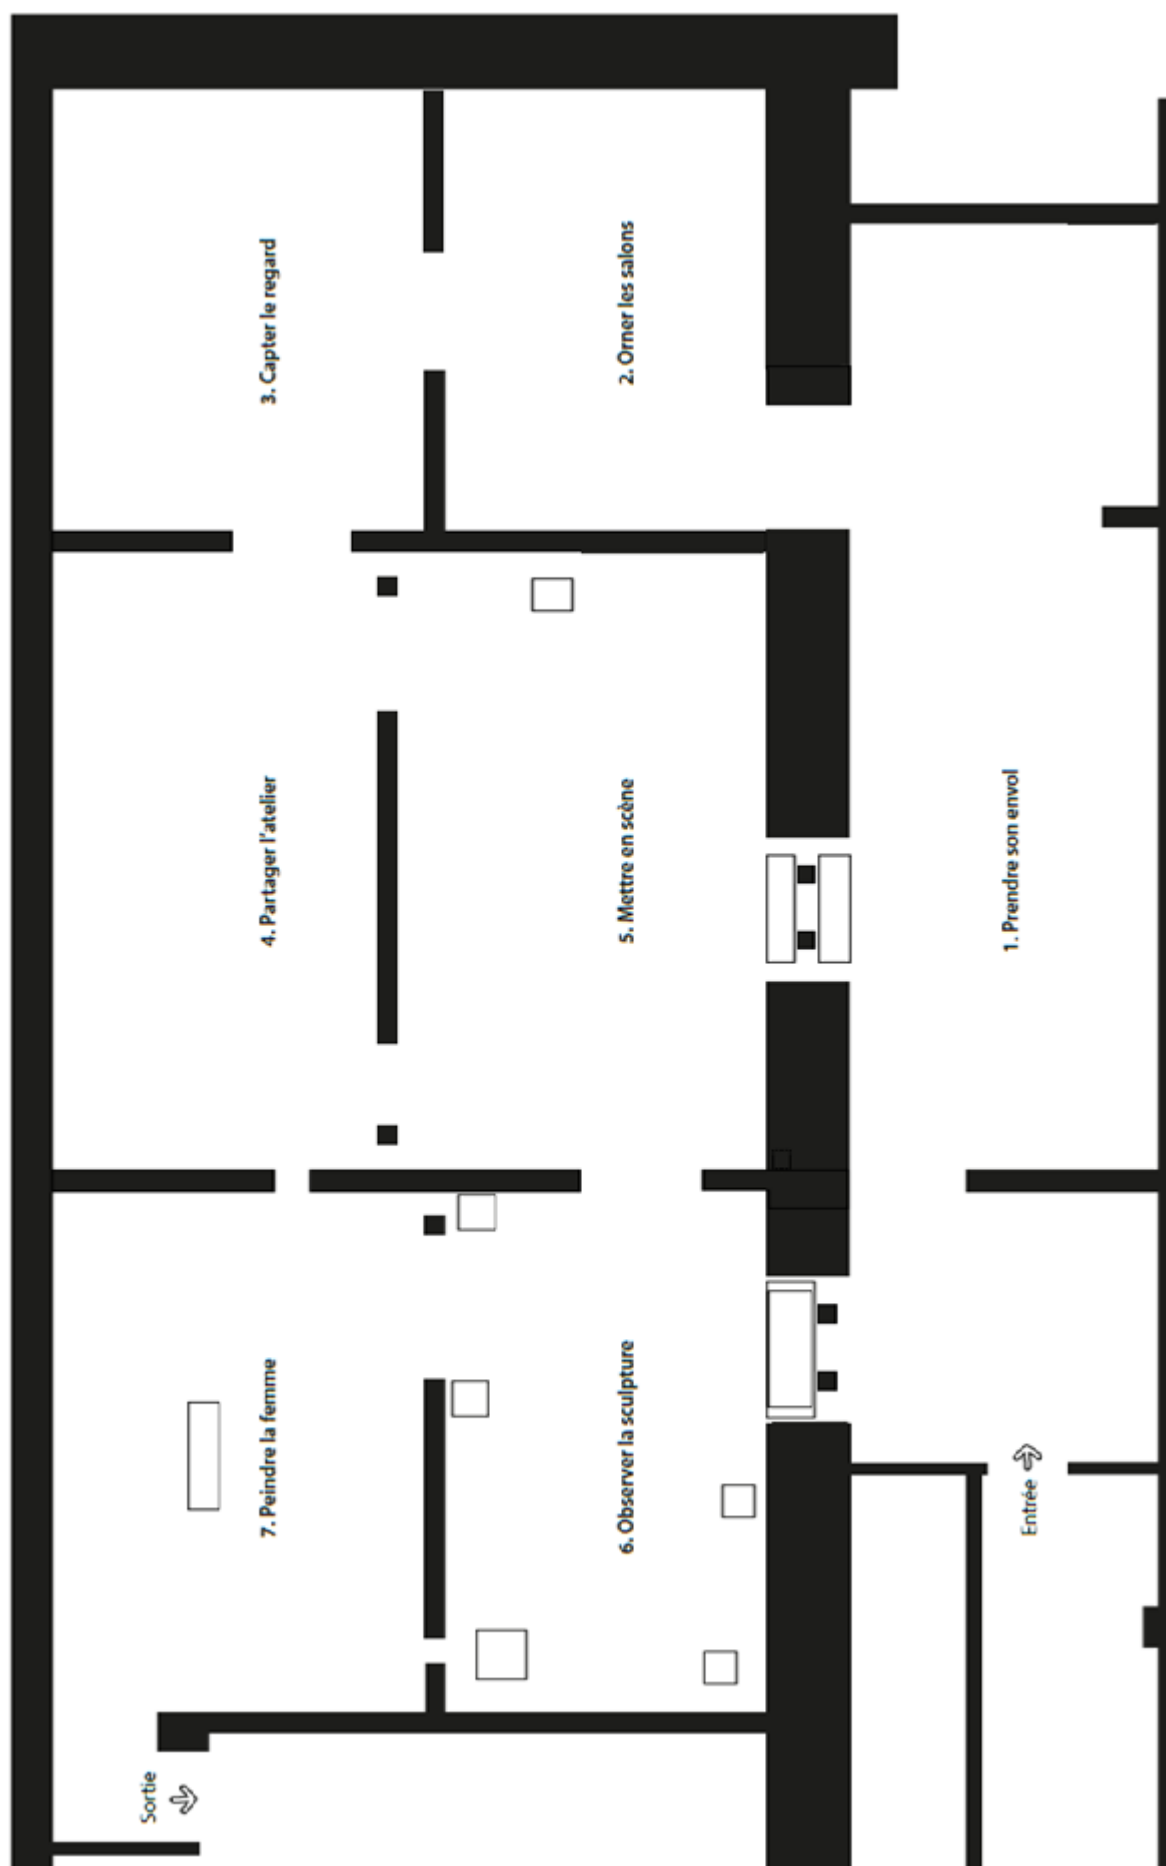 Entrée
1. Prendre son envol
2. Orner les salons
3. Capter le regard
4. Partager l'atelier
5. Mettre en scène
6. Observer la sculpture
7. Peindre la femme
Sortie